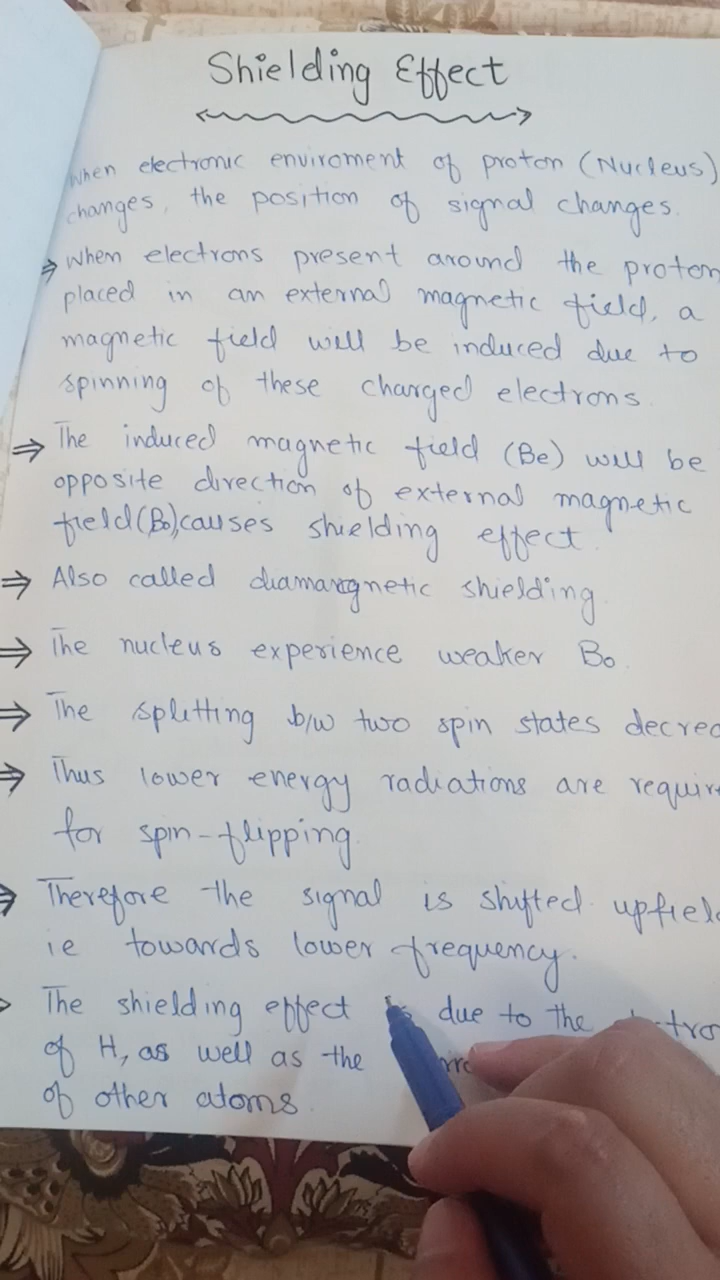 Shielding Effect
When electronic enviroment of proton (Nucleus)
changes, the position of signal changes.
⇒ When electrons present around the proton
placed in an external magnetic field, a
magnetic field will be induced due to
spinning of these charged electrons.
⇒ The induced magnetic field (Be) will be
opposite direction of external magnetic
field(B₀),causes shielding effect.
⇒ Also called diamangnetic shielding.
⇒ The nucleus experience weaker B₀.
⇒ The splitting b/w two spin states decrea
⇒ Thus lower energy radiations are requir
for spin-flipping.
⇒ Therefore the signal is shifted upfiel
ie towards lower frequency.
⇒ The shielding effect is due to the
of H, as well as the
of other atoms.